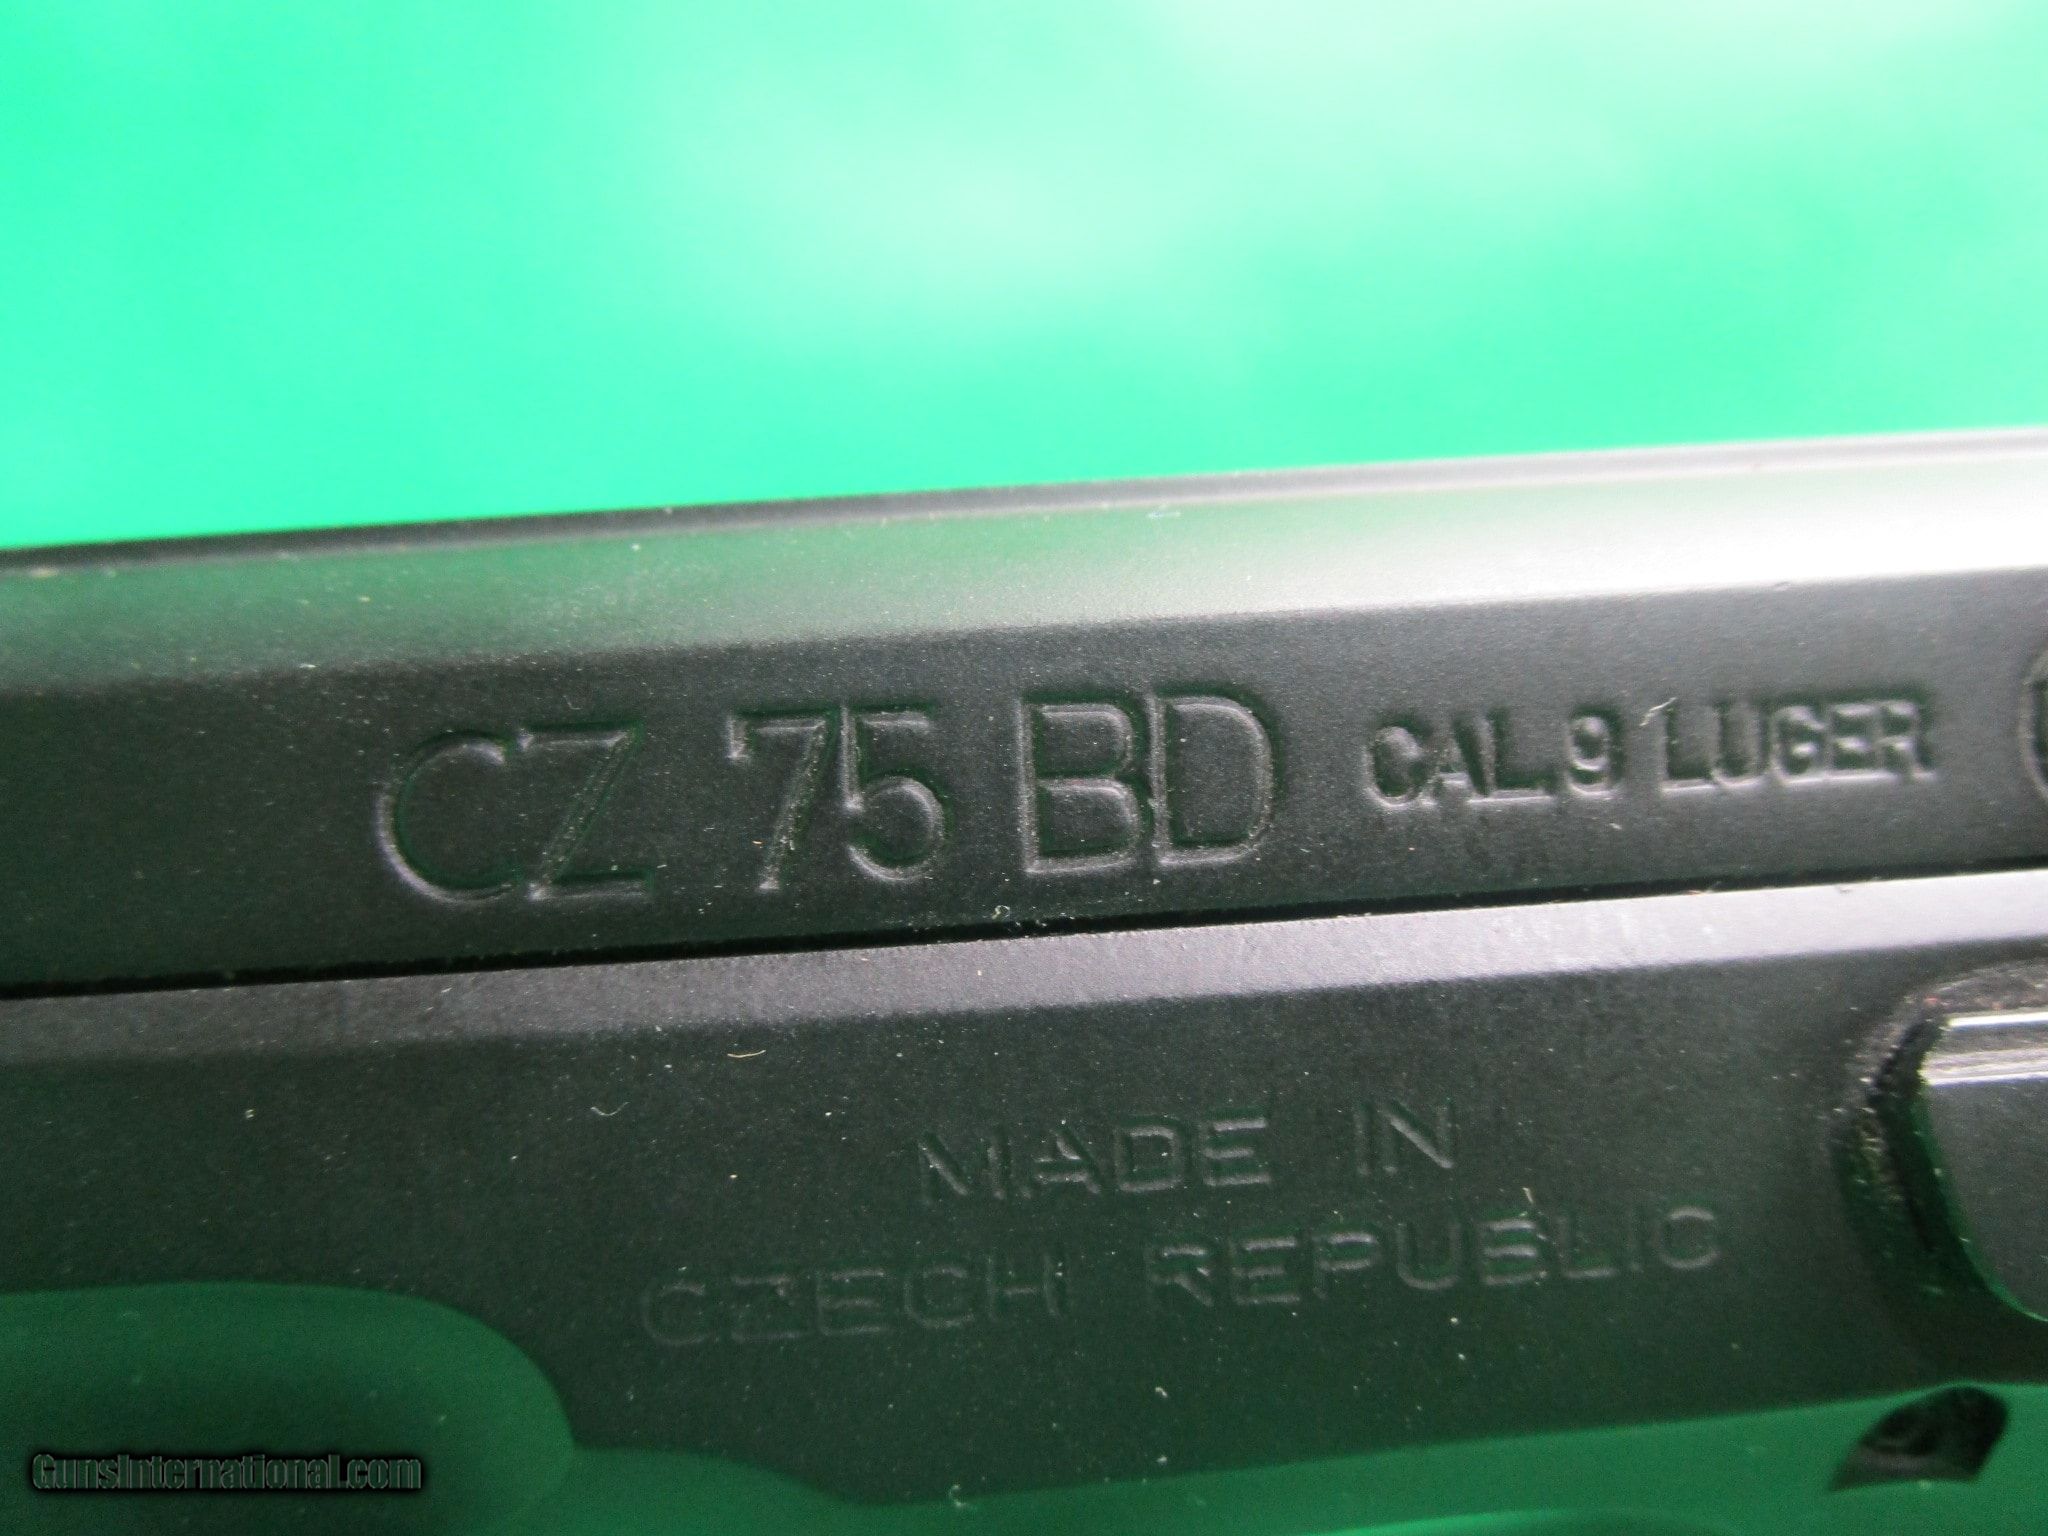 CZ 75 BD CAL. 9 LUGER
MADE IN
CZECH REPUBLIC
GunsInternational.com